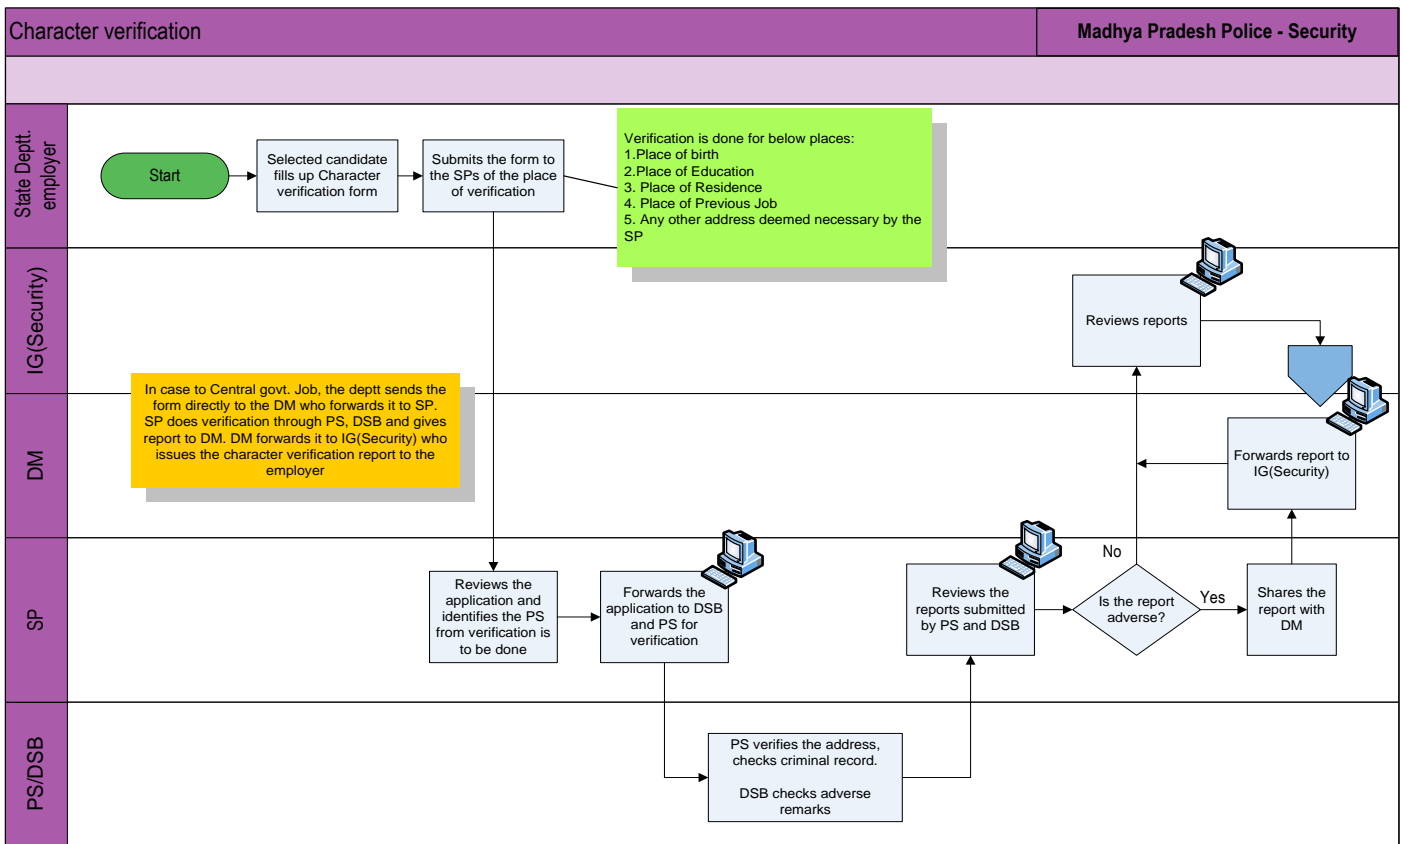 Character verification
Madhya Pradesh Police - Security
State Deptt.
employer
Start
Selected candidate
fills up Character
verification form
Submits the form to
the SPs of the place
of verification
Verification is done for below places:
1.Place of birth
2.Place of Education
3. Place of Residence
4. Place of Previous Job
5. Any other address deemed necessary by the
SP
IG(Security)
Reviews reports
DM
In case to Central govt. Job, the deptt sends the
form directly to the DM who forwards it to SP.
SP does verification through PS, DSB and gives
report to DM. DM forwards it to IG(Security) who
issues the character verification report to the
employer
Forwards report to
IG(Security)
SP
Reviews the
application and
identifies the PS
from verification is
to be done
Forwards the
application to DSB
and PS for
verification
Reviews the
reports submitted
by PS and DSB
No
Is the report
adverse?
Yes
Shares the
report with
DM
PS/DSB
PS verifies the address,
checks criminal record.
DSB checks adverse
remarks